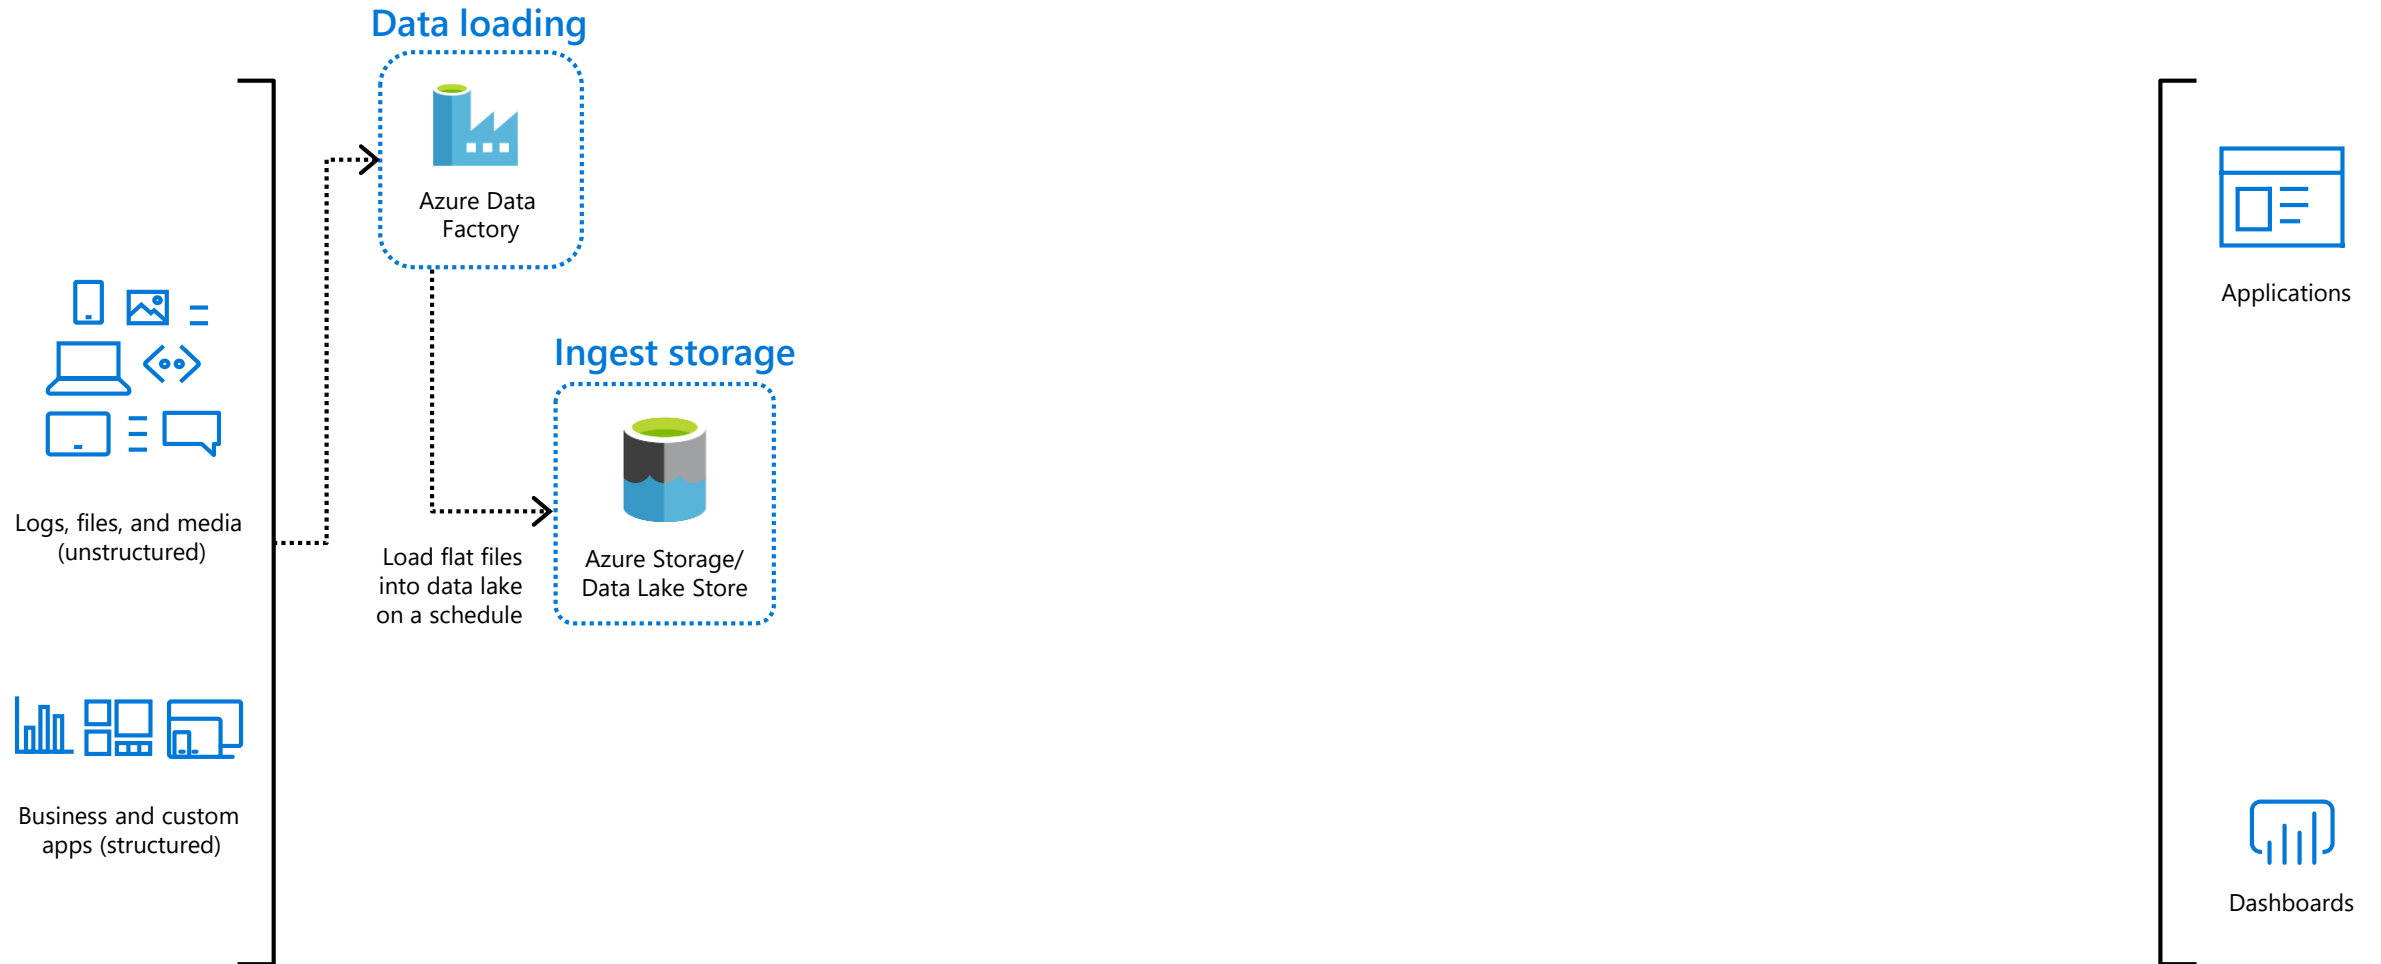 Data loading
Azure Data
Factory
Ingest storage
Azure Storage/
Data Lake Store
Load flat files
into data lake
on a schedule
Logs, files, and media
(unstructured)
Business and custom
apps (structured)
Applications
Dashboards